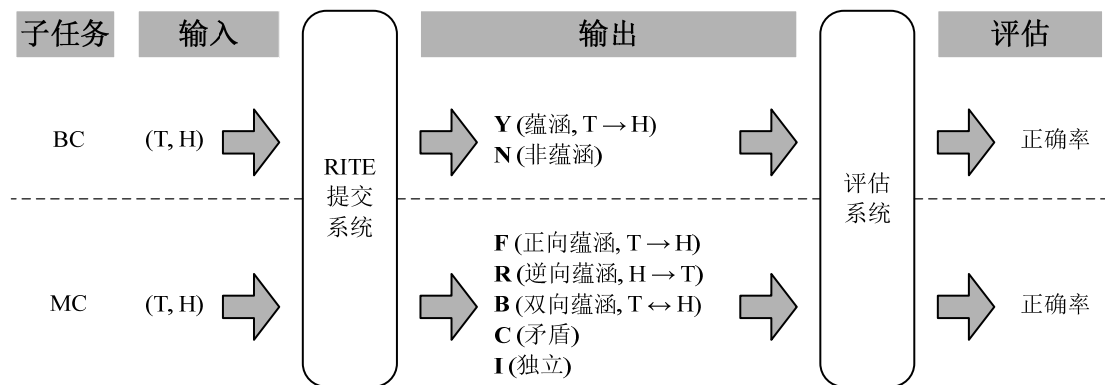 子任务
输入
输出
评估
BC
(T, H)
RITE
提交
系统
Y (蕴涵, T → H)
N (非蕴涵)
评估
系统
正确率
MC
(T, H)
F (正向蕴涵, T → H)
R (逆向蕴涵, H → T)
B (双向蕴涵, T ↔ H)
C (矛盾)
I (独立)
正确率